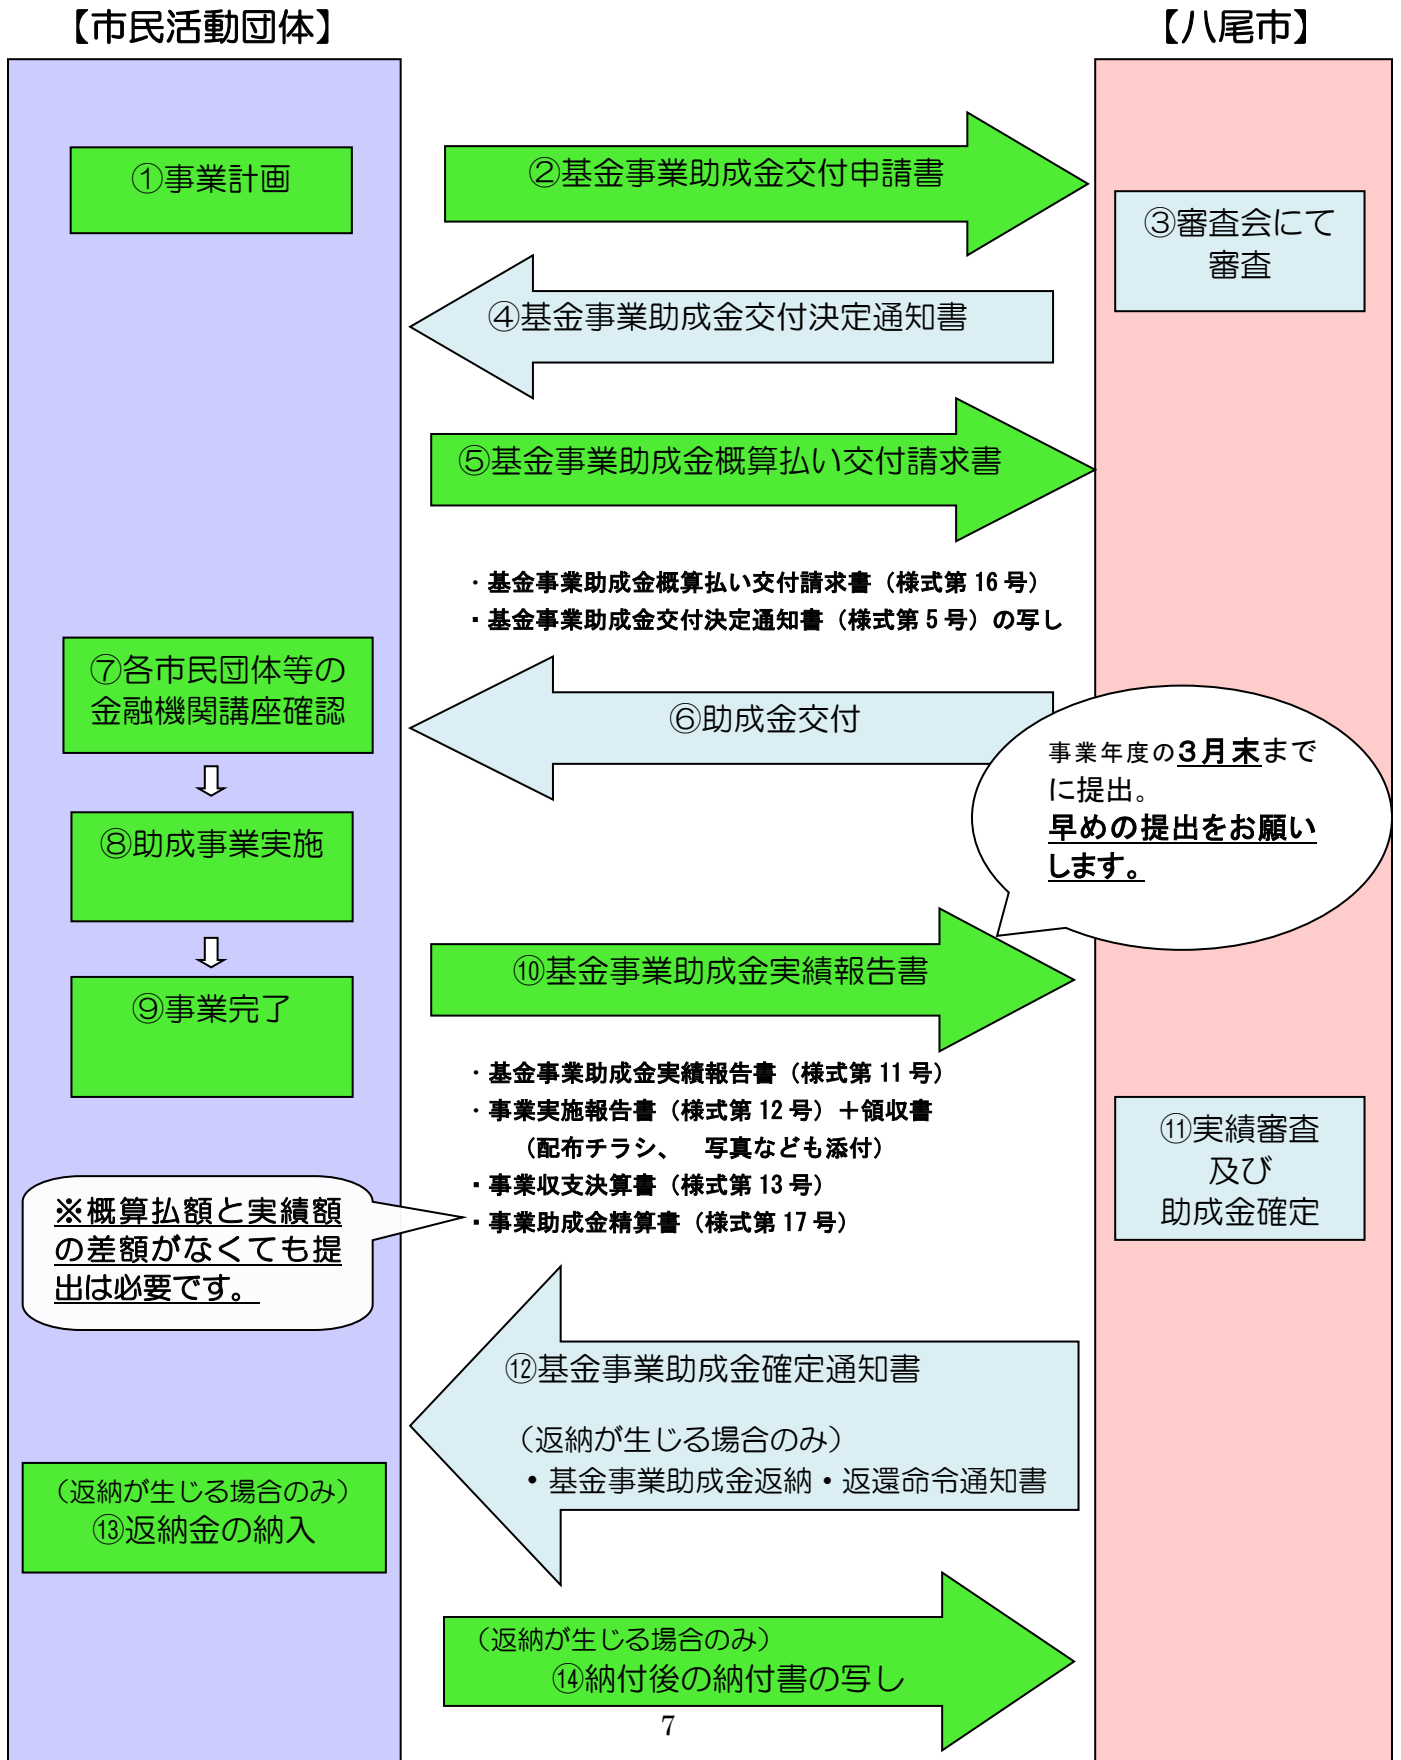 【市民活動団体】
【八尾市】
①事業計画
②基金事業助成金交付申請書
③審査会にて
審査
④基金事業助成金交付決定通知書
⑤基金事業助成金概算払い交付請求書
・基金事業助成金概算払い交付請求書（様式第16号）
・基金事業助成金交付決定通知書（様式第5号）の写し
⑦各市民団体等の
金融機関講座確認
⑥助成金交付
事業年度の３月末まで
に提出。
早めの提出をお願い
します。
⑧助成事業実施
⑨事業完了
⑩基金事業助成金実績報告書
・基金事業助成金実績報告書（様式第11号）
・事業実施報告書（様式第12号）＋領収書
（配布チラシ、　写真なども添付）
・事業収支決算書（様式第13号）
・事業助成金精算書（様式第17号）
⑪実績審査
及び
助成金確定
※概算払額と実績額
の差額がなくても提
出は必要です。
⑫基金事業助成金確定通知書
（返納が生じる場合のみ）
・基金事業助成金返納・返還命令通知書
（返納が生じる場合のみ）
⑬返納金の納入
（返納が生じる場合のみ）
⑭納付後の納付書の写し
7